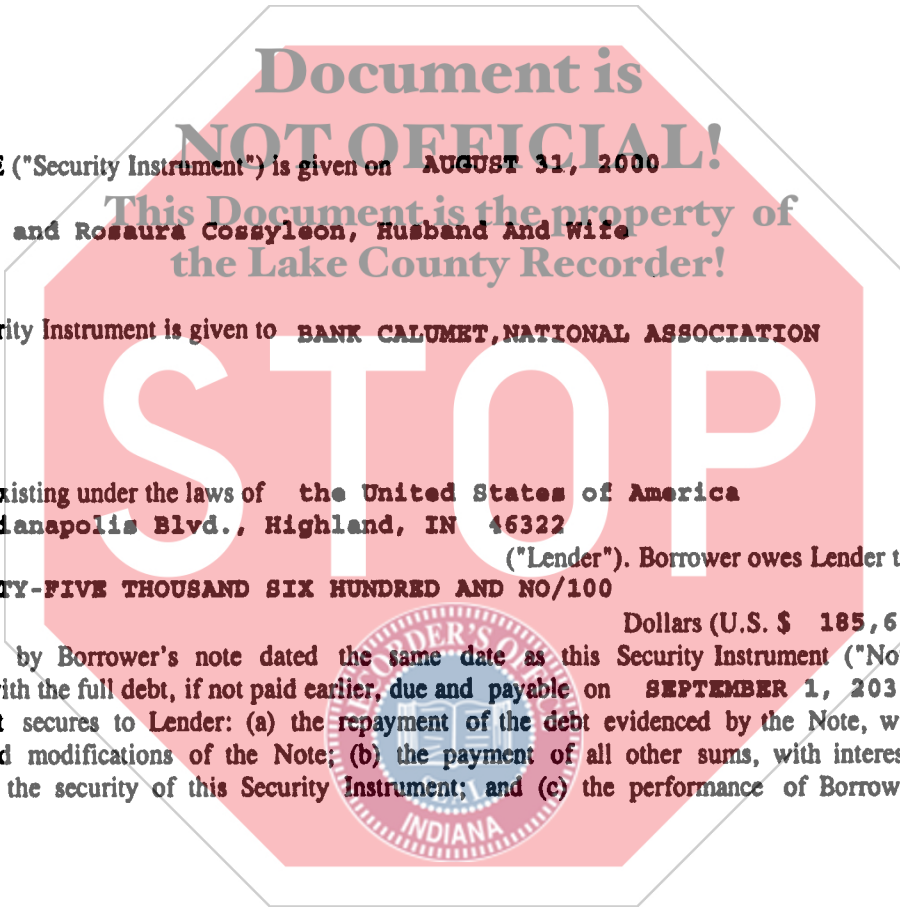 Document is
NOT OFFICIAL!
("Security Instrument") is given on AUGUST 31, 2000
This Document is the property of
and Rosaura Cossyleon, Husband And Wife
the Lake County Recorder!
rity Instrument is given to BANK CALUMET, NATIONAL ASSOCIATION
STOP
xisting under the laws of the United States of America
ianapolis Blvd., Highland, IN 46322
("Lender"). Borrower owes Lender t
TY-FIVE THOUSAND SIX HUNDRED AND NO/100
Dollars (U.S. $ 185,6
by Borrower's note dated the same date as this Security Instrument ("No
ith the full debt, if not paid earlier, due and payable on SEPTEMBER 1, 203
t secures to Lender: (a) the repayment of the debt evidenced by the Note, w
d modifications of the Note; (b) the payment of all other sums, with interes
the security of this Security Instrument; and (c) the performance of Borrow
INDIANA